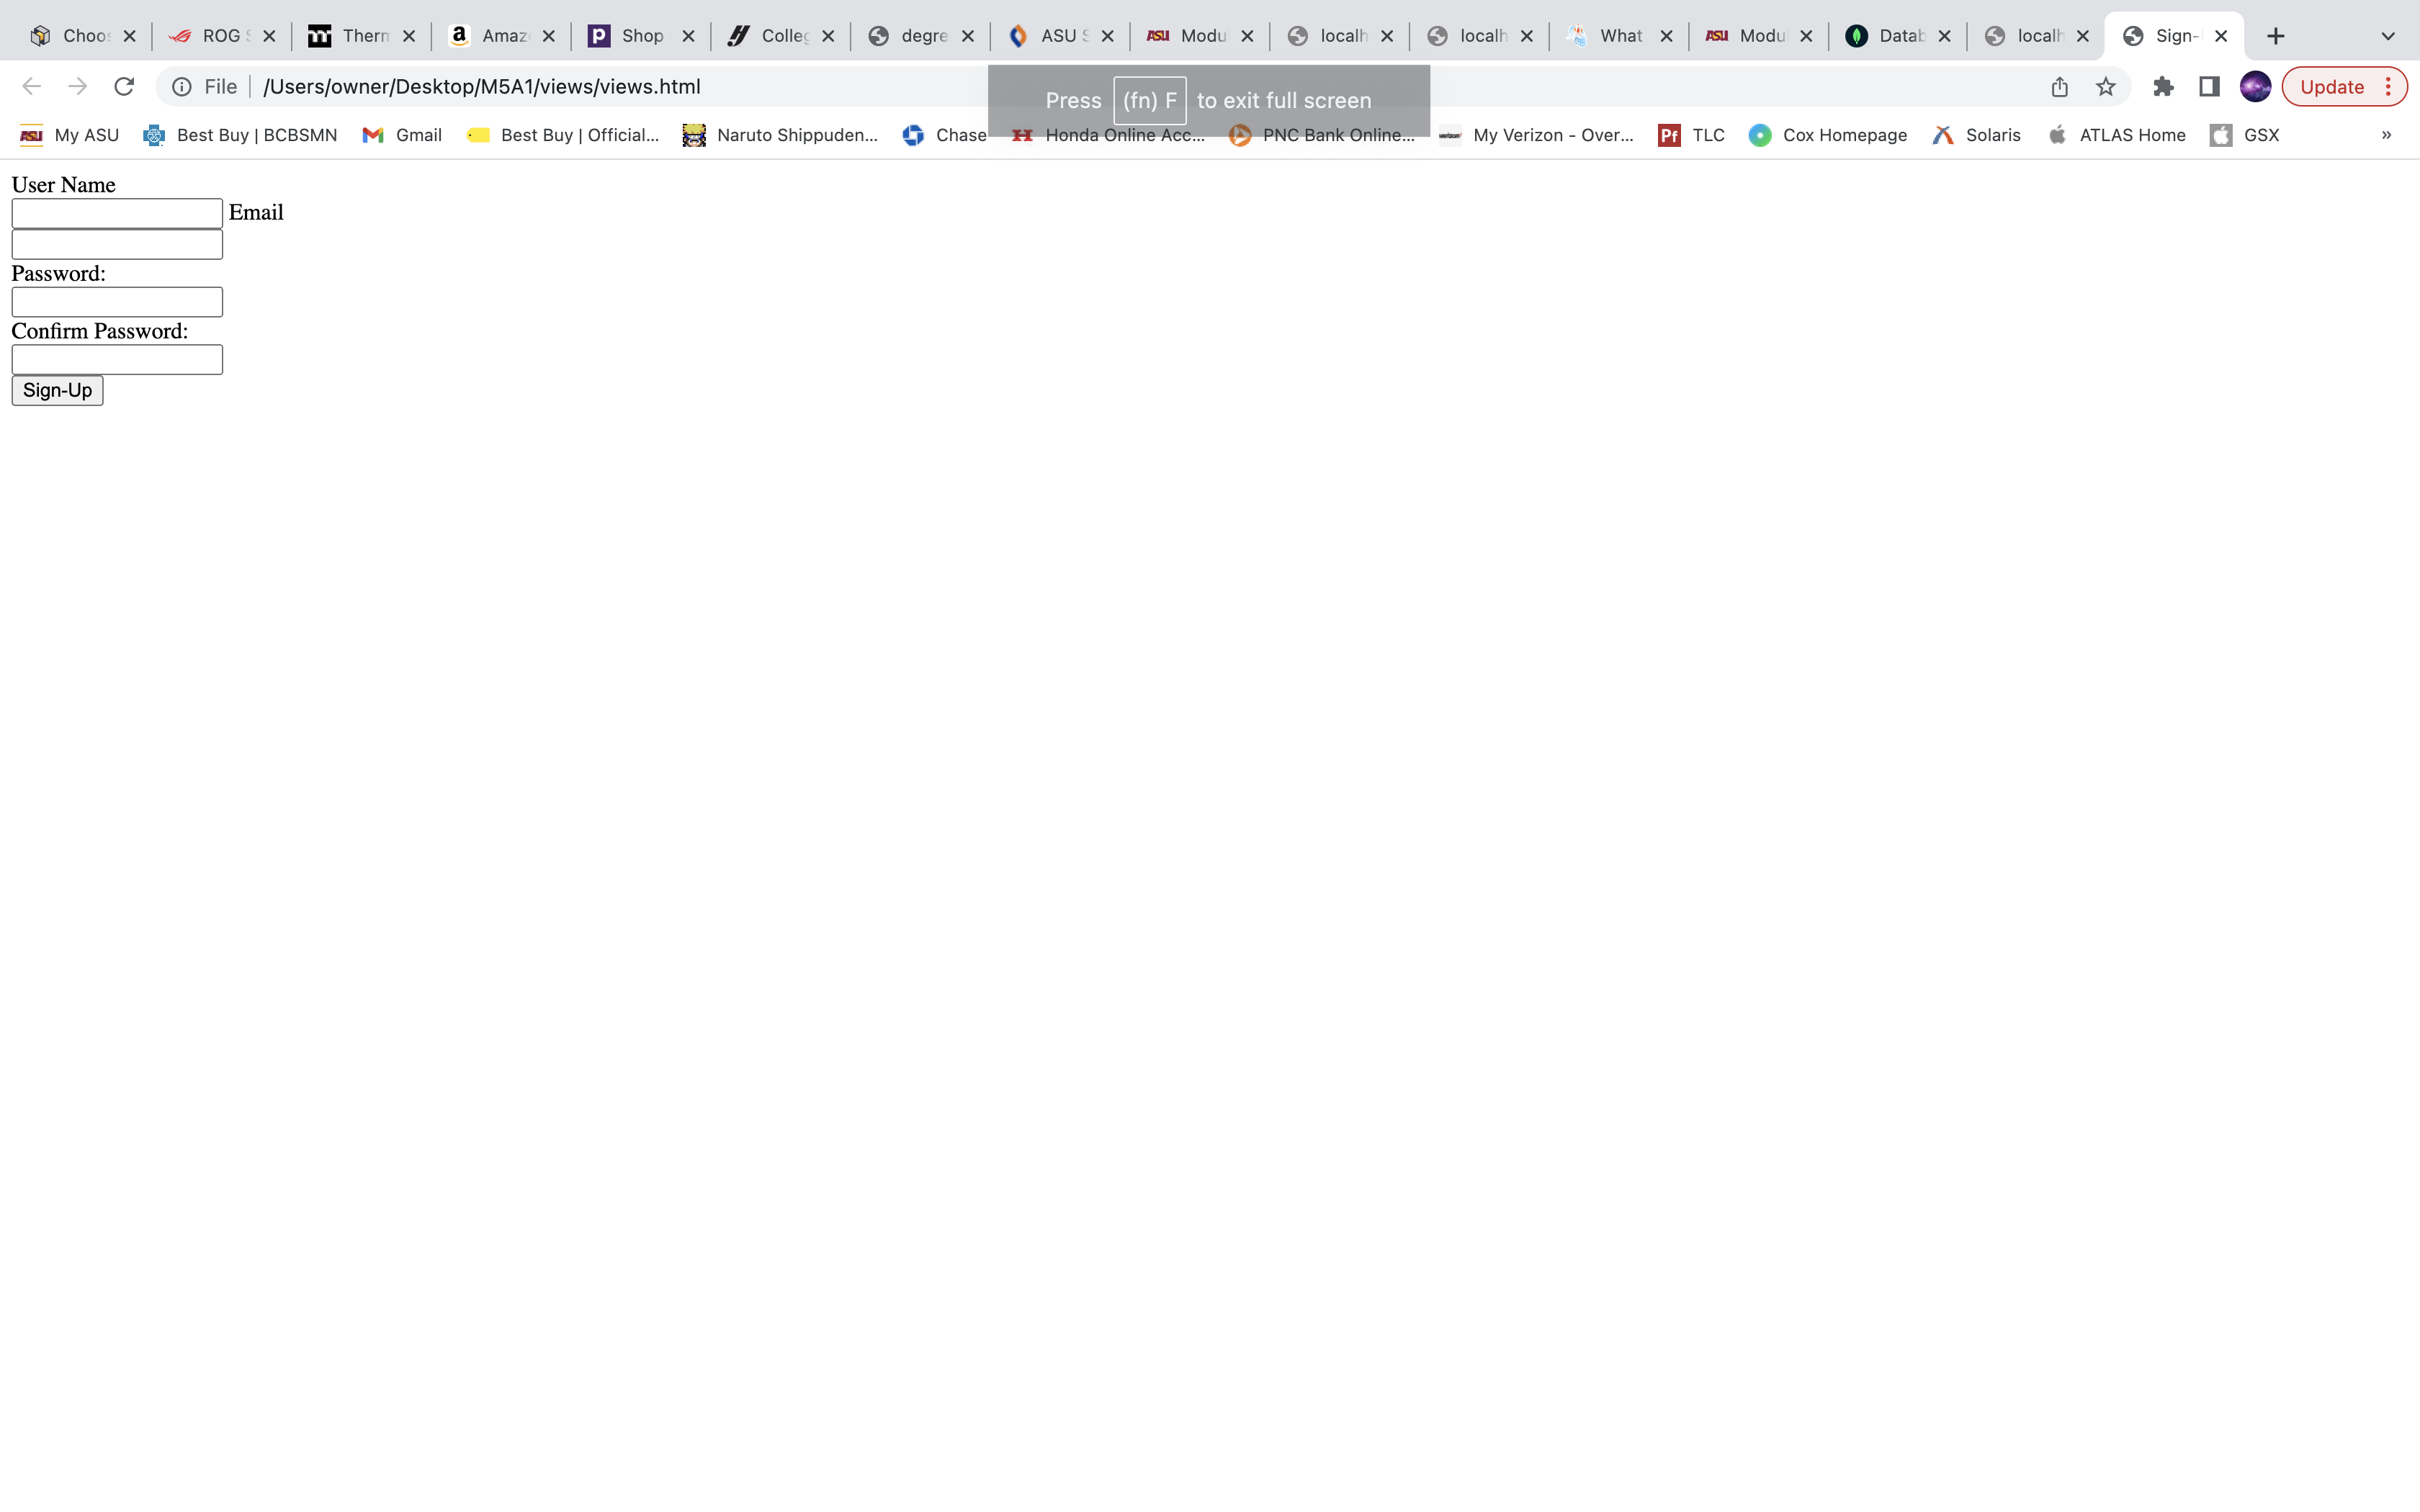 Choos ROG S Therm Amaz Shop Colleg degre ASU S Modu localh localh What Modu Datab localh Sign-
File /Users/owner/Desktop/M5A1/views/views.html Update
Press (fn) F to exit full screen
My ASU Best Buy | BCBSMN Gmail Best Buy | Official... Naruto Shippuden... Chase Honda Online Acc... PNC Bank Online... My Verizon - Over... TLC Cox Homepage Solaris ATLAS Home GSX »
User Name
Email
Password:
Confirm Password:
Sign-Up